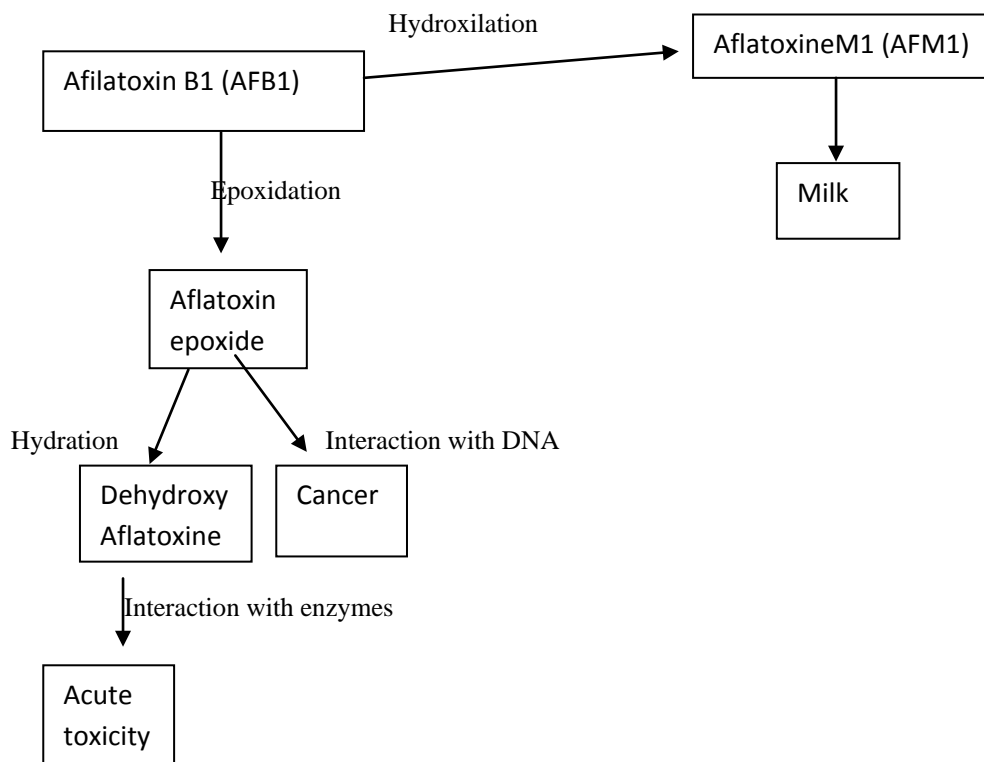 Hydroxilation
AflatoxineM1 (AFM1)
Afilatoxin B1 (AFB1)
Epoxidation
Milk
Aflatoxin
epoxide
Hydration
Interaction with DNA
Dehydroxy
Aflatoxine
Cancer
Interaction with enzymes
Acute
toxicity